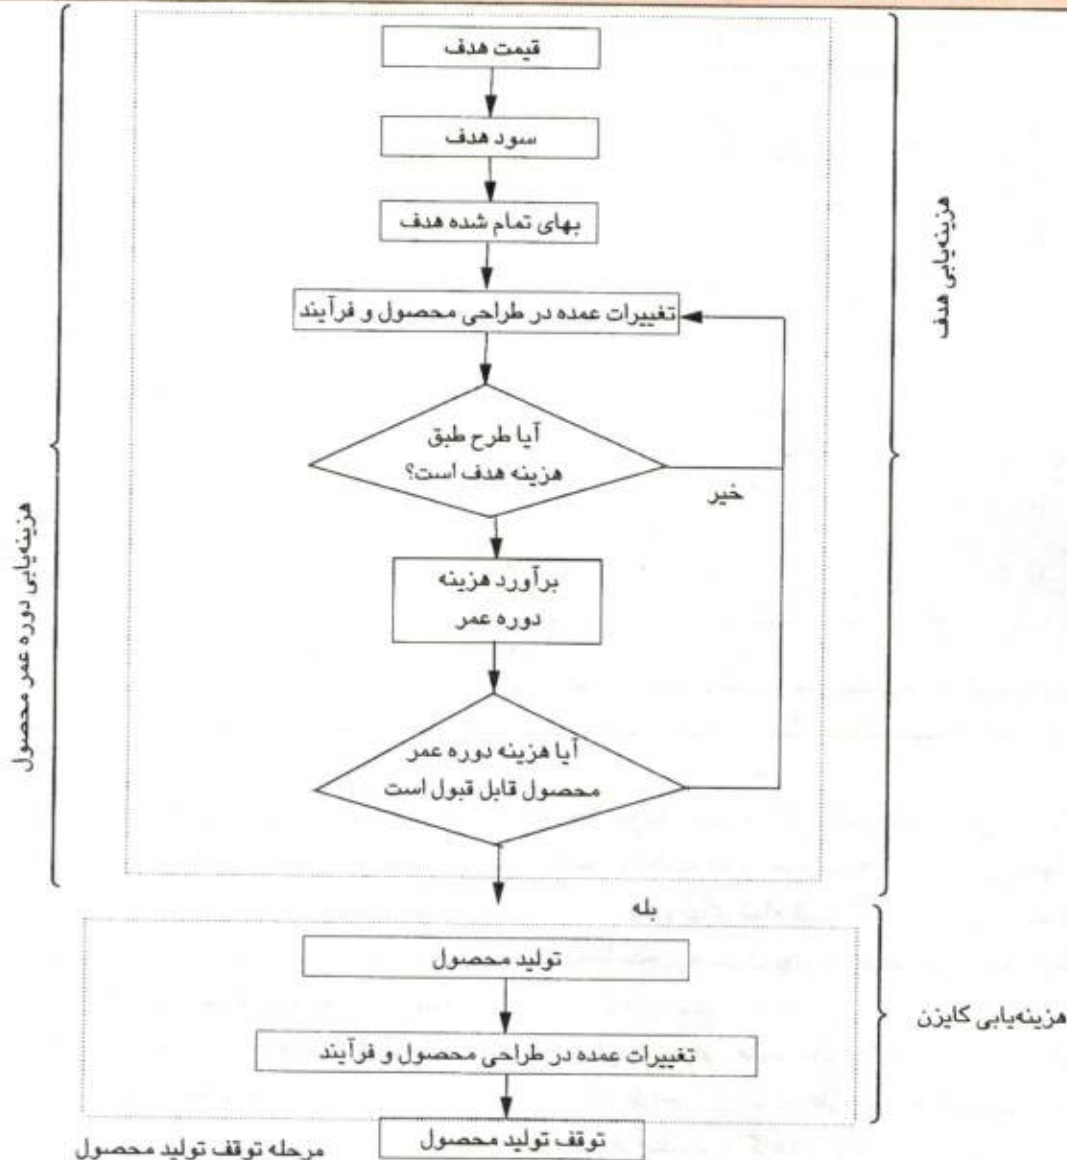 قیمت هدف
سود هدف
بهای تمام شده هدف
تغییرات عمده در طراحی محصول و فرآیند
آیا طرح طبق
هزینه هدف است؟
خیر
برآورد هزینه
دوره عمر
آیا هزینه دوره عمر
محصول قابل قبول است
بله
هزینه‌یابی هدف
هزینه‌یابی دوره عمر محصول
تولید محصول
تغییرات عمده در طراحی محصول و فرآیند
هزینه‌یابی کایزن
توقف تولید محصول
مرحله توقف تولید محصول